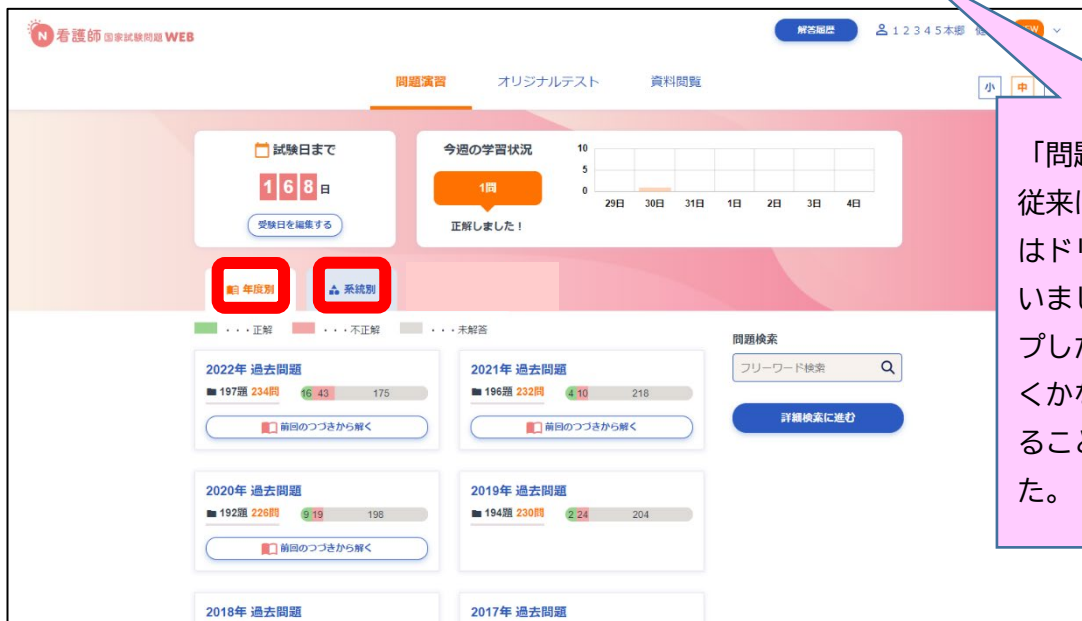 N 看護師 国家試験問題 WEB
解答履歴 12345本郷
問題演習 オリジナルテスト 資料閲覧
小 中
試験日まで
168日
受験日を編集する
今週の学習状況
1問
正解しました！
10
5
0
29日 30日 31日 1日 2日 3日 4日
年度別 系統別
・・・正解 ・・・不正解 ・・・未解答
2022年 過去問題
197題 234問 16 43 175
前回のつづきから解く
2021年 過去問題
196題 232問 4 10 218
前回のつづきから解く
2020年 過去問題
192題 226問 9 19 198
前回のつづきから解く
2019年 過去問題
194題 230問 2 24 204
2018年 過去問題
2017年 過去問題
問題検索
フリーワード検索
詳細検索に進む
「問
従来
はド
いまし
プした
くかな
ること
た。